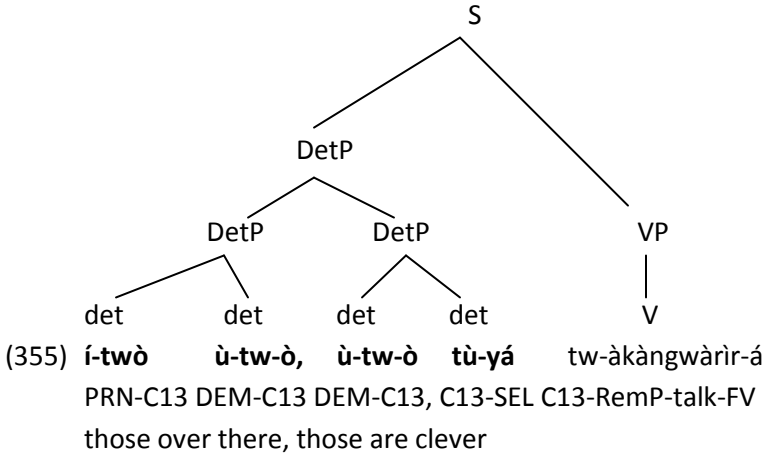 S
DetP
DetP DetP VP
det det det det V
(355) í-twò ù-tw-ò, ù-tw-ò tù-yá tw-àkàngwàrìr-á
PRN-C13 DEM-C13 DEM-C13, C13-SEL C13-RemP-talk-FV
those over there, those are clever